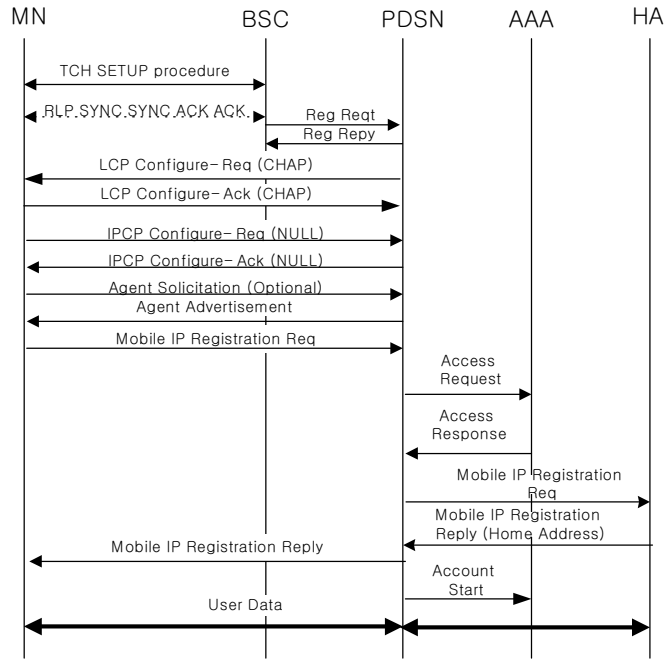 MN BSC PDSN AAA HA
TCH SETUP procedure
RLP SYNC SYNC ACK ACK
Reg Reqt
Reg Repy
LCP Configure-Req (CHAP)
LCP Configure-Ack (CHAP)
IPCP Configure-Req (NULL)
IPCP Configure-Ack (NULL)
Agent Solicitation (Optional)
Agent Advertisement
Mobile IP Registration Req
Access
Request
Access
Response
Mobile IP Registration
Req
Mobile IP Registration
Reply (Home Address)
Mobile IP Registration Reply
Account
Start
User Data